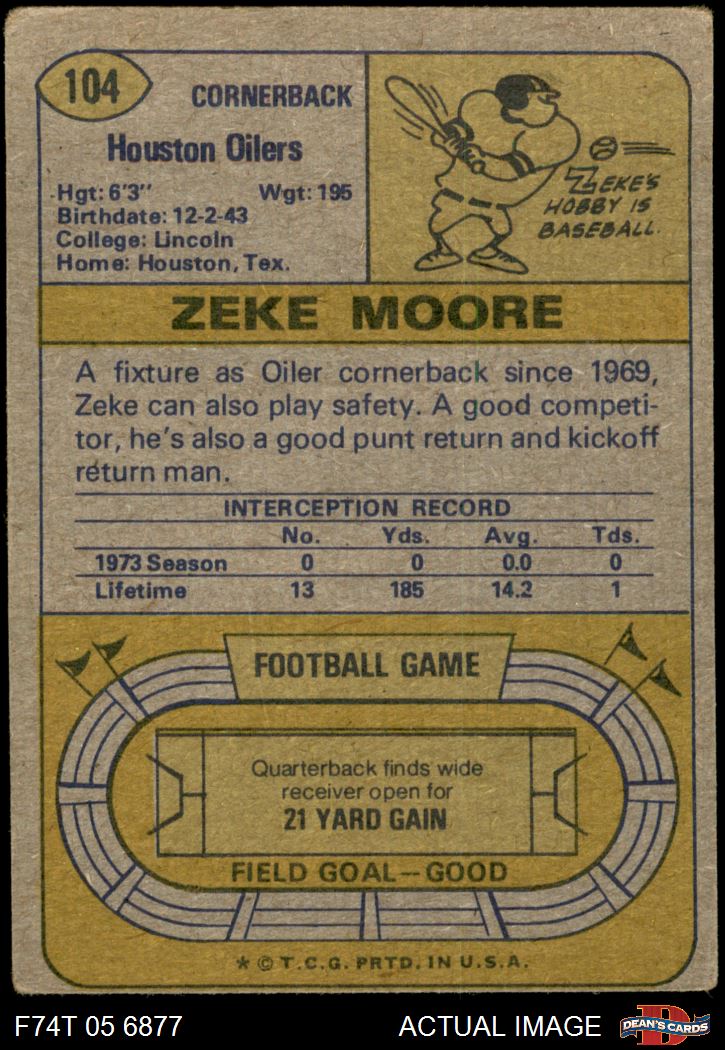 104
CORNERBACK
Houston Oilers
Hgt: 6'3" Wgt: 195
Birthdate: 12-2-43
College: Lincoln
Home: Houston, Tex.
ZEKE'S
HOBBY IS
BASEBALL.
ZEKE MOORE
A fixture as Oiler cornerback since 1969,
Zeke can also play safety. A good competi-
tor, he's also a good punt return and kickoff
return man.
INTERCEPTION RECORD
No. Yds. Avg. Tds.
1973 Season 0 0 0.0 0
Lifetime 13 185 14.2 1
FOOTBALL GAME
Quarterback finds wide
receiver open for
21 YARD GAIN
FIELD GOAL—GOOD
* © T.C.G. PRTD. IN U.S.A.
F74T 05 6877 ACTUAL IMAGE
D
DEAN'S CARDS